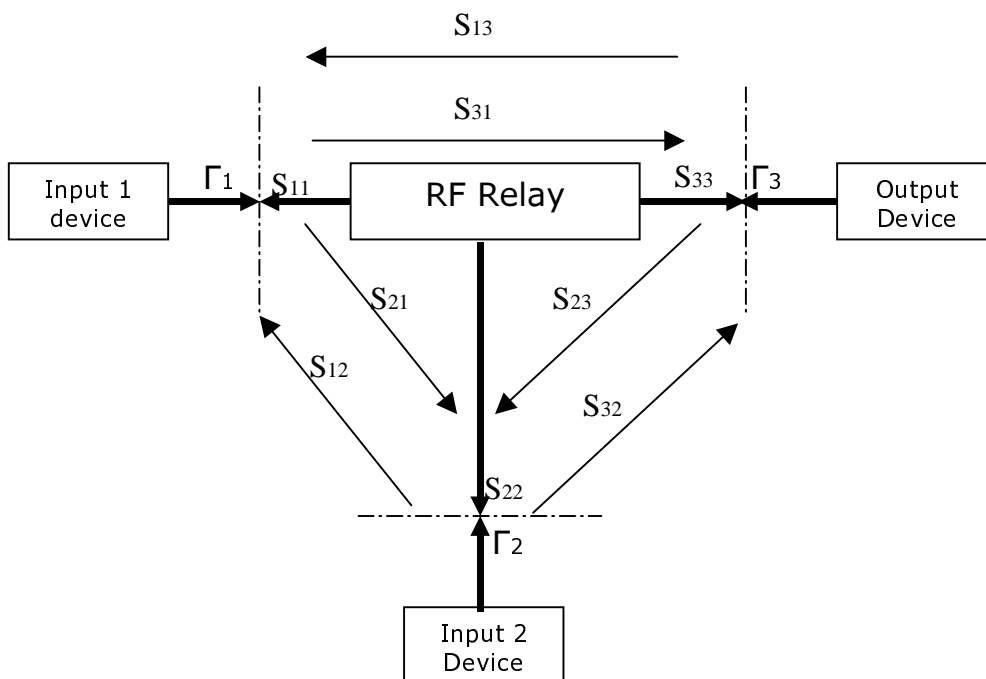 S13
S31
Input 1
device
Γ1
S11
RF Relay
S33
Γ3
Output
Device
S21
S23
S12
S32
S22
Γ2
Input 2
Device